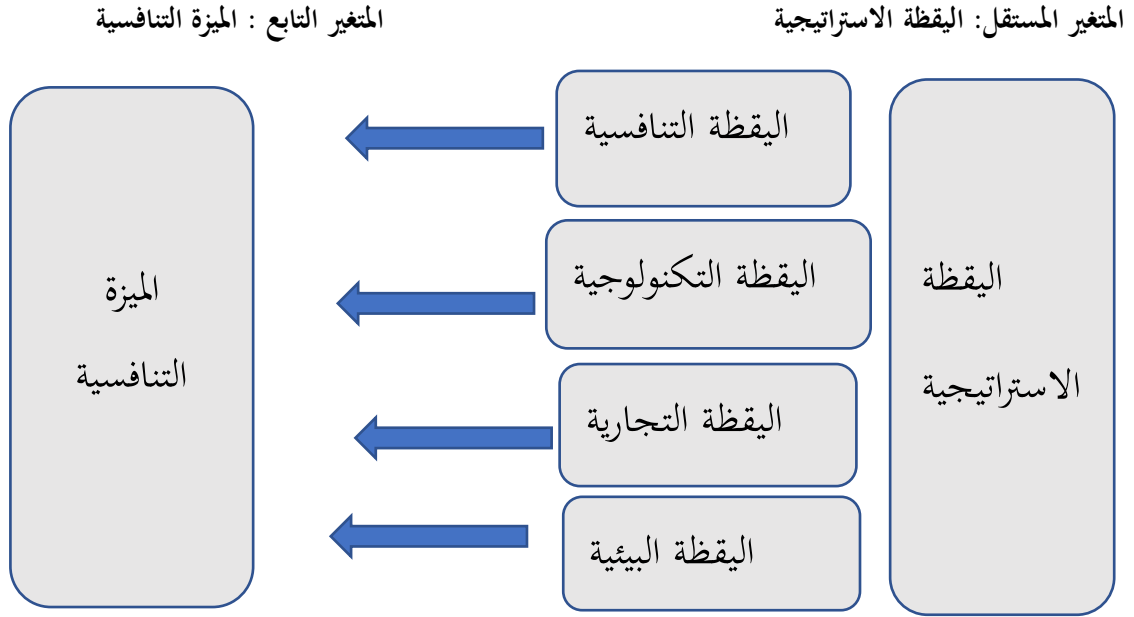 المتغير المستقل: اليقظة الاستراتيجية
المتغير التابع : الميزة التنافسية
اليقظة
الاستراتيجية
اليقظة التنافسية
اليقظة التكنولوجية
اليقظة التجارية
اليقظة البيئية
الميزة
التنافسية